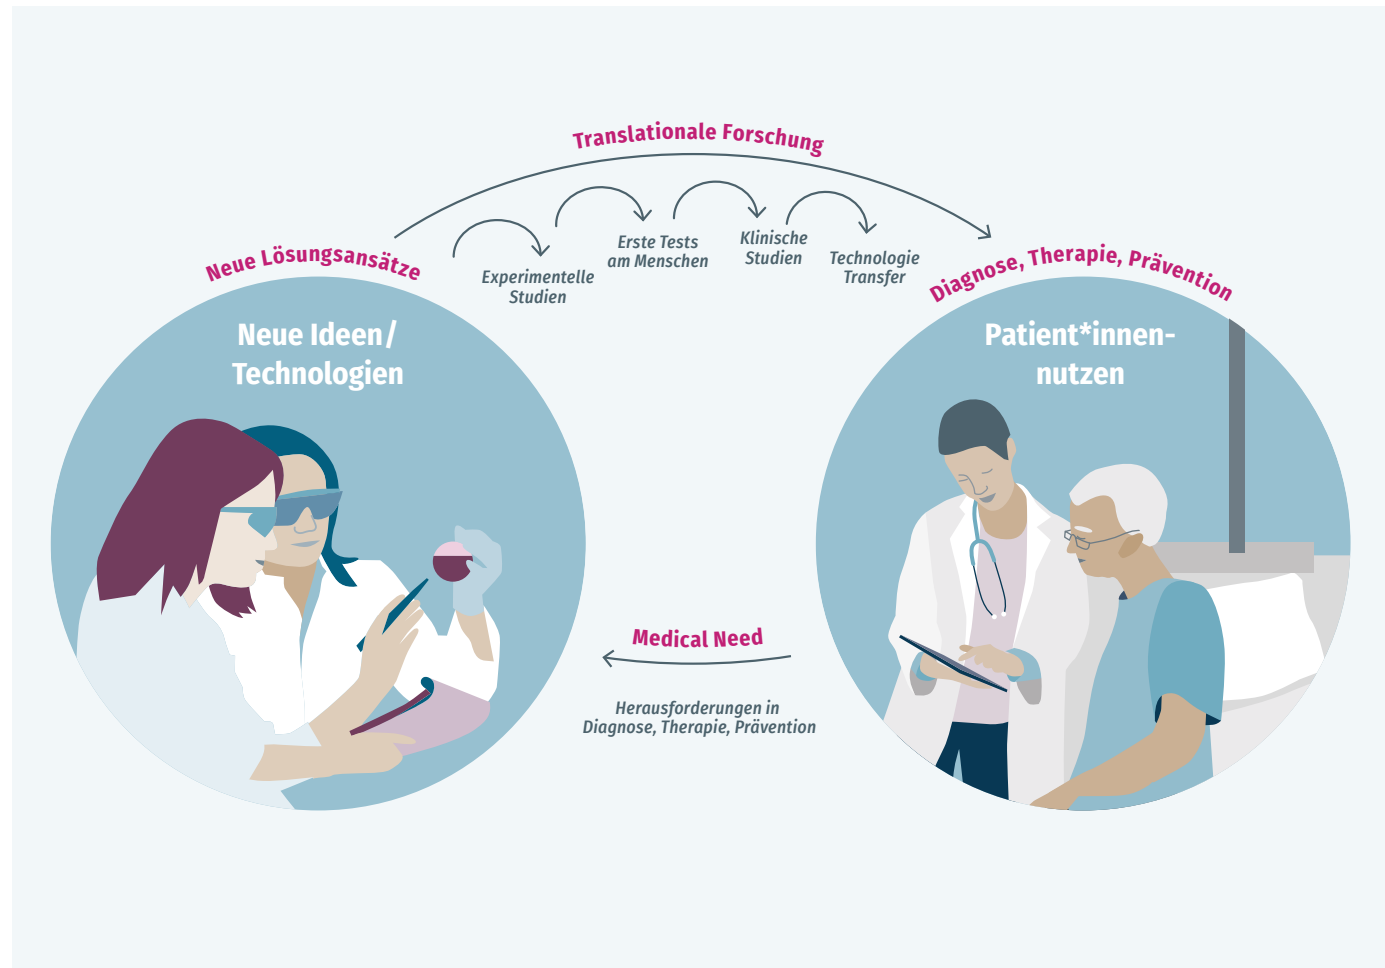 Translationale Forschung
Neue Lösungsansätze
Experimentelle
Studien
Erste Tests
am Menschen
Klinische
Studien
Technologie
Transfer
Diagnose, Therapie, Prävention
Neue Ideen/
Technologien
Patient*innen-
nutzen
Medical Need
Herausforderungen in
Diagnose, Therapie, Prävention